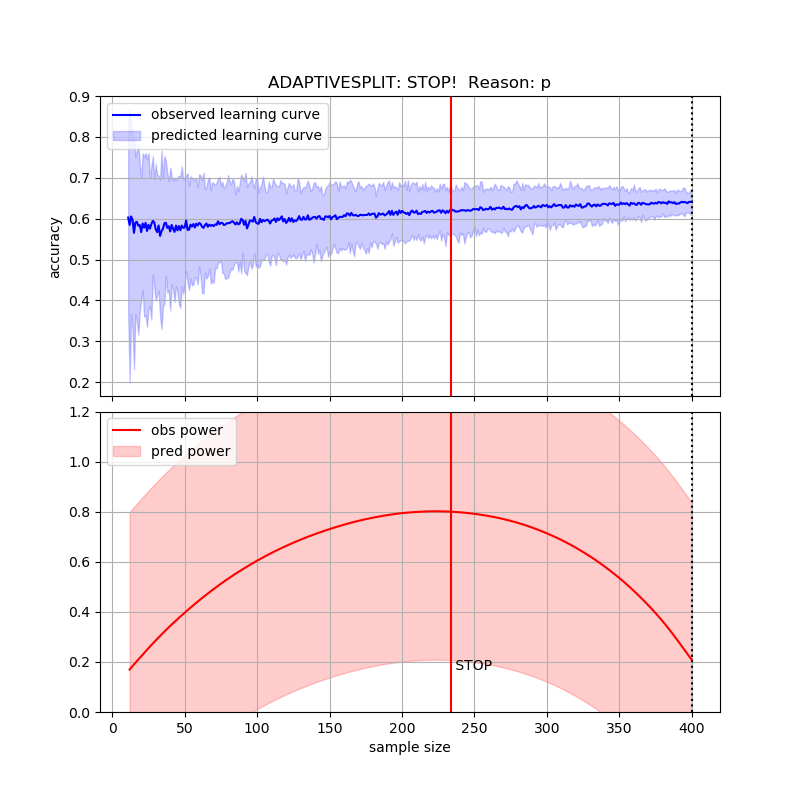 ADAPTIVESPLIT: STOP!  Reason: p
observed learning curve
predicted learning curve
accuracy
0.9
0.8
0.7
0.6
0.5
0.4
0.3
0.2
obs power
pred power
1.2
1.0
0.8
0.6
0.4
0.2
0.0
STOP
0 50 100 150 200 250 300 350 400
sample size